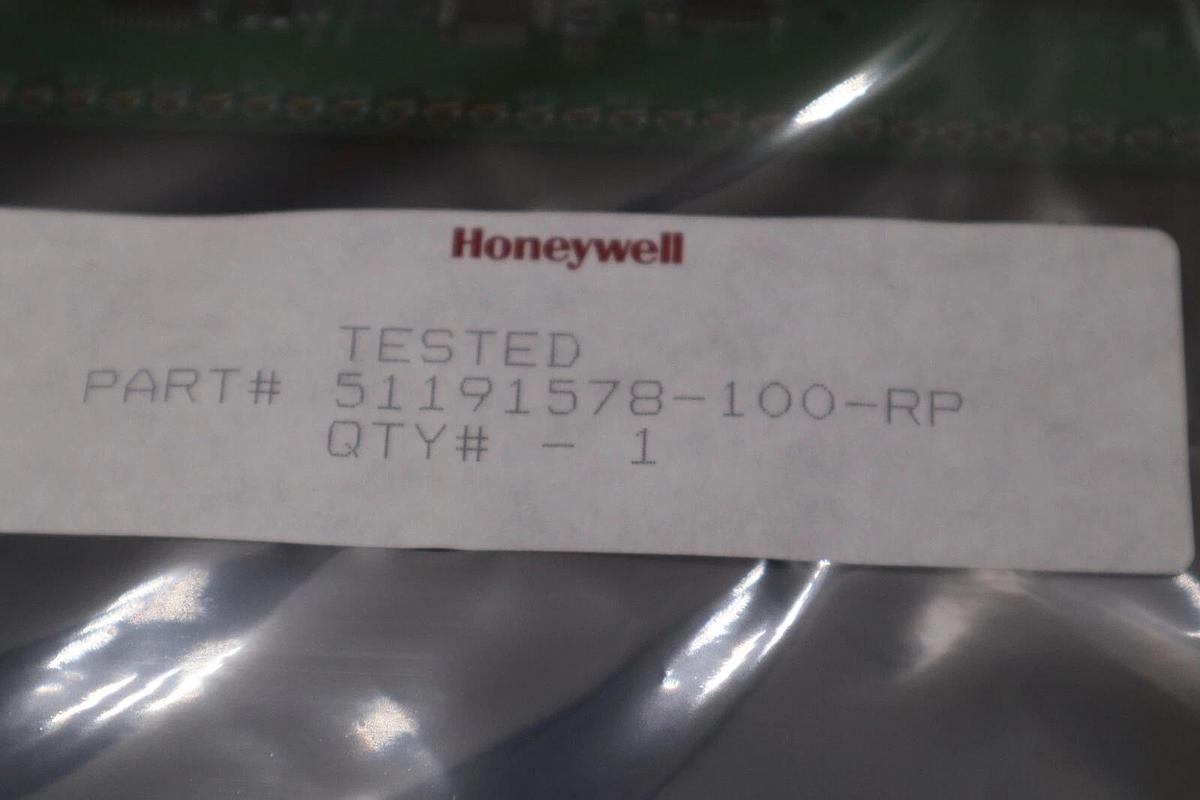 Honeywell
TESTED
PART# 51191578-100-RP
QTY# - 1